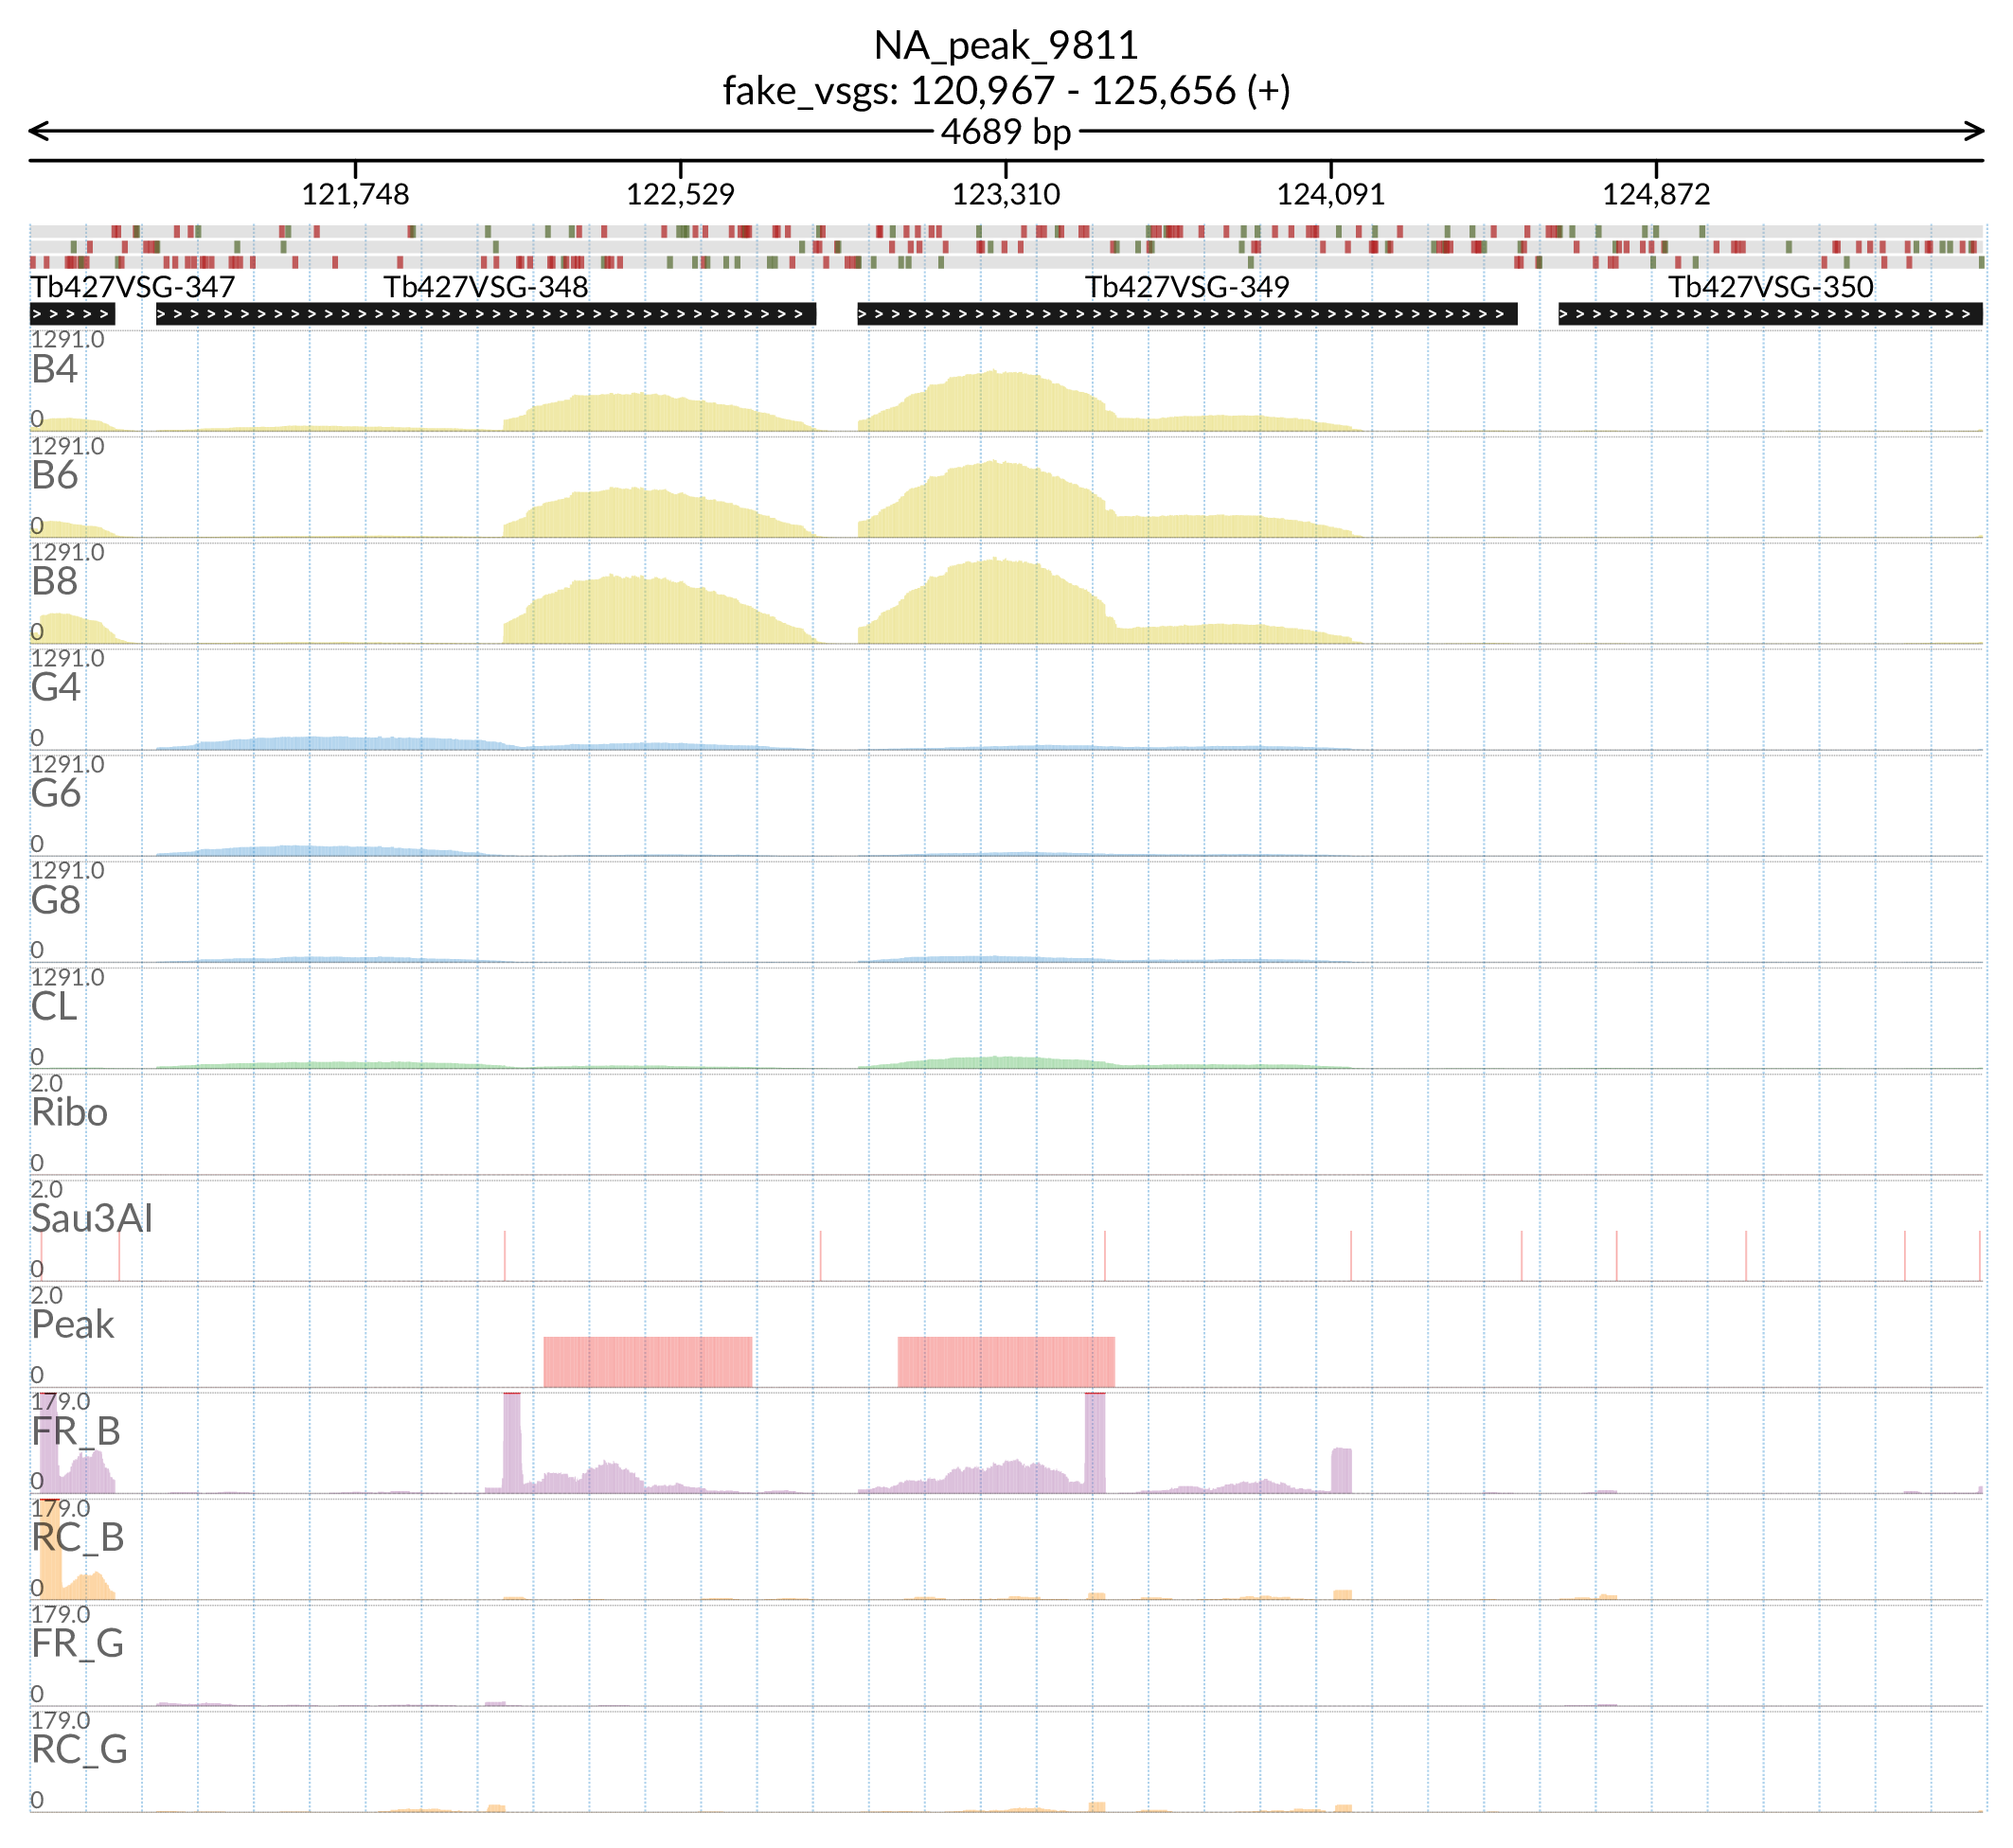 NA_peak_9811
fake_vsgs: 120,967 - 125,656 (+)
4689 bp
121,748 122,529 123,310 124,091 124,872
Tb427VSG-347 Tb427VSG-348 Tb427VSG-349 Tb427VSG-350
1291.0
B4
0
1291.0
B6
0
1291.0
B8
0
1291.0
G4
0
1291.0
G6
0
1291.0
G8
0
1291.0
CL
0
2.0
Ribo
0
2.0
Sau3AI
0
2.0
Peak
0
179.0
FR_B
0
179.0
RC_B
0
179.0
FR_G
0
179.0
RC_G
0